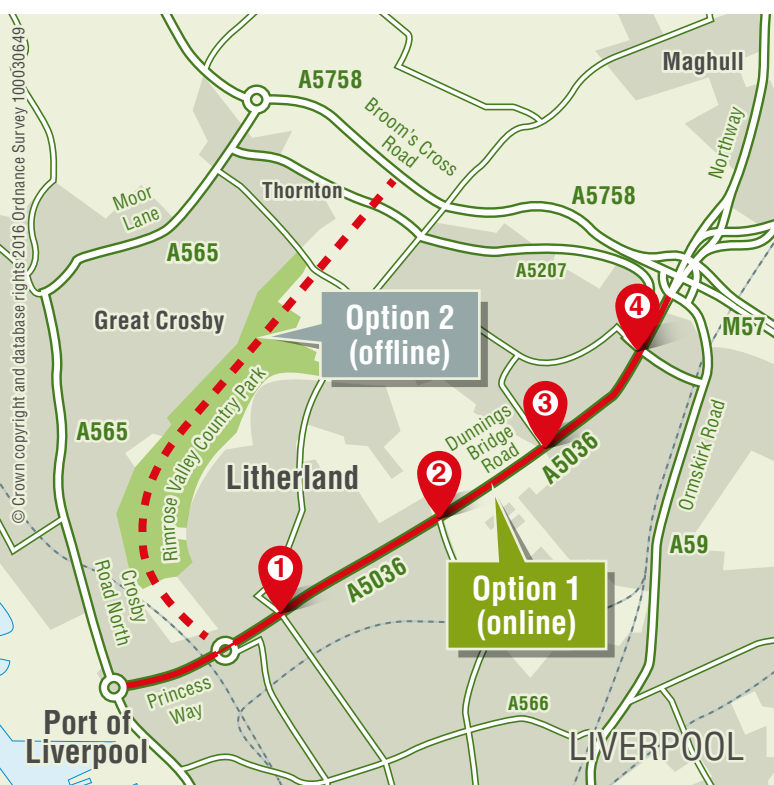 © Crown copyright and database rights 2016 Ordnance Survey 100030649
A5758
Maghull
Broom's Cross
Road
Northway
Thornton
Moor
Lane
A5758
A565
A5207
Great Crosby
Option 2
(offline)
4
M57
A565
Rimrose Valley Country Park
Dunnings
Bridge
Road
3
Ormskirk Road
Litherland
2
A5036
A59
1
A5036
Option 1
(online)
Crosby
Road North
Princess
Way
A566
Port of
Liverpool
LIVERPOOL